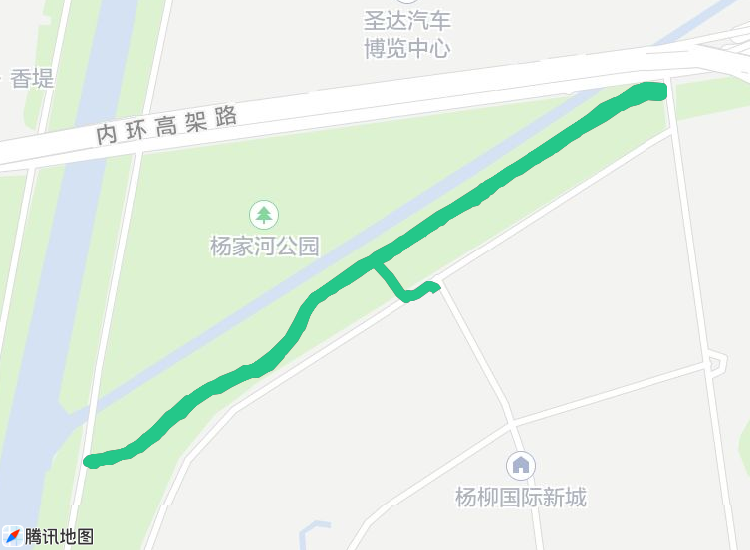 圣达汽车
博览中心
香堤
内环高架路
杨家河公园
杨柳国际新城
腾讯地图